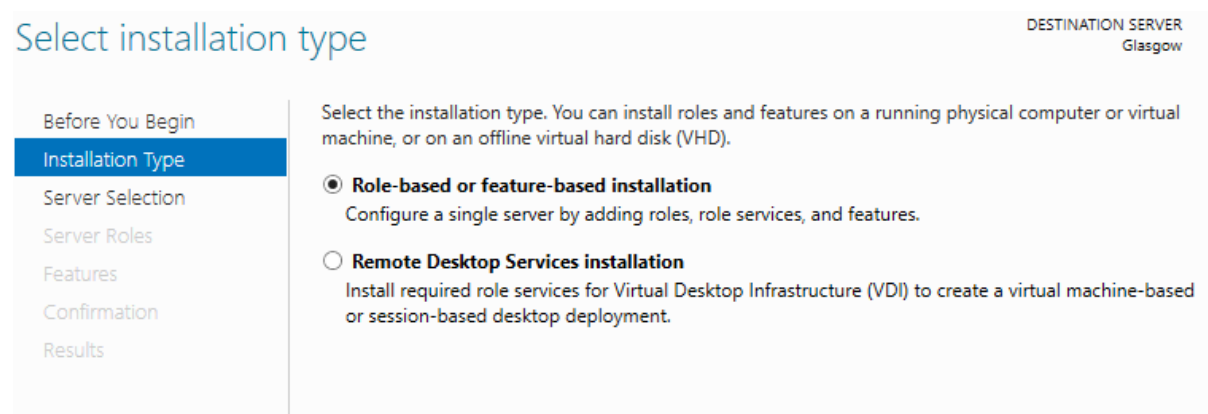 Select installation type
DESTINATION SERVER
Glasgow
Before You Begin
Installation Type
Server Selection
Server Roles
Features
Confirmation
Results
Select the installation type. You can install roles and features on a running physical computer or virtual
machine, or on an offline virtual hard disk (VHD).
Role-based or feature-based installation
Configure a single server by adding roles, role services, and features.
Remote Desktop Services installation
Install required role services for Virtual Desktop Infrastructure (VDI) to create a virtual machine-based
or session-based desktop deployment.